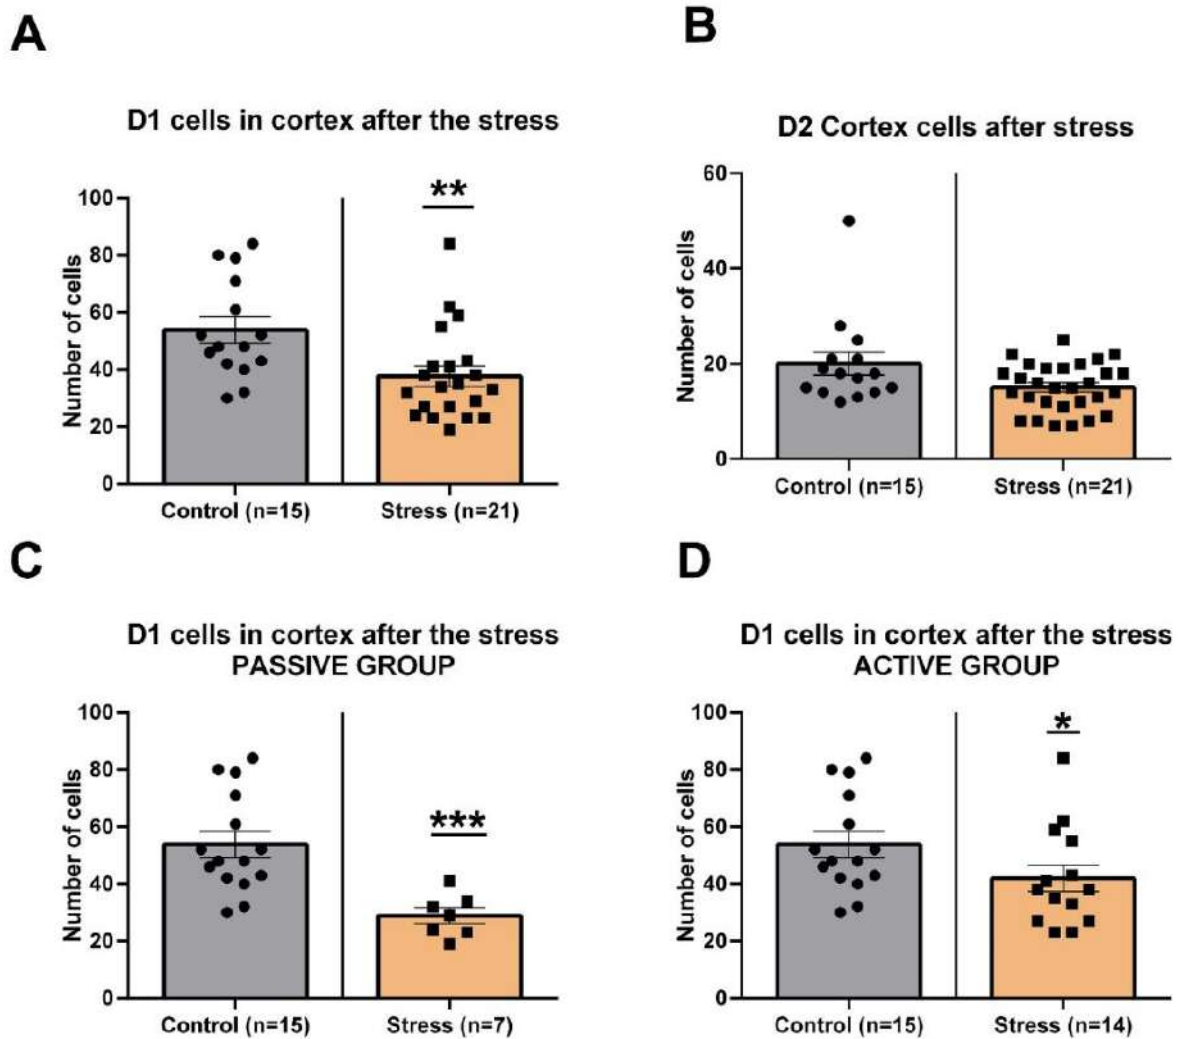 A
D1 cells in cortex after the stress
**
Number of cells
100
80
60
40
20
0
Control (n=15)
Stress (n=21)
B
D2 Cortex cells after stress
Number of cells
60
40
20
0
Control (n=15)
Stress (n=21)
C
D1 cells in cortex after the stress
PASSIVE GROUP
***
Number of cells
100
80
60
40
20
0
Control (n=15)
Stress (n=7)
D
D1 cells in cortex after the stress
ACTIVE GROUP
*
Number of cells
100
80
60
40
20
0
Control (n=15)
Stress (n=14)